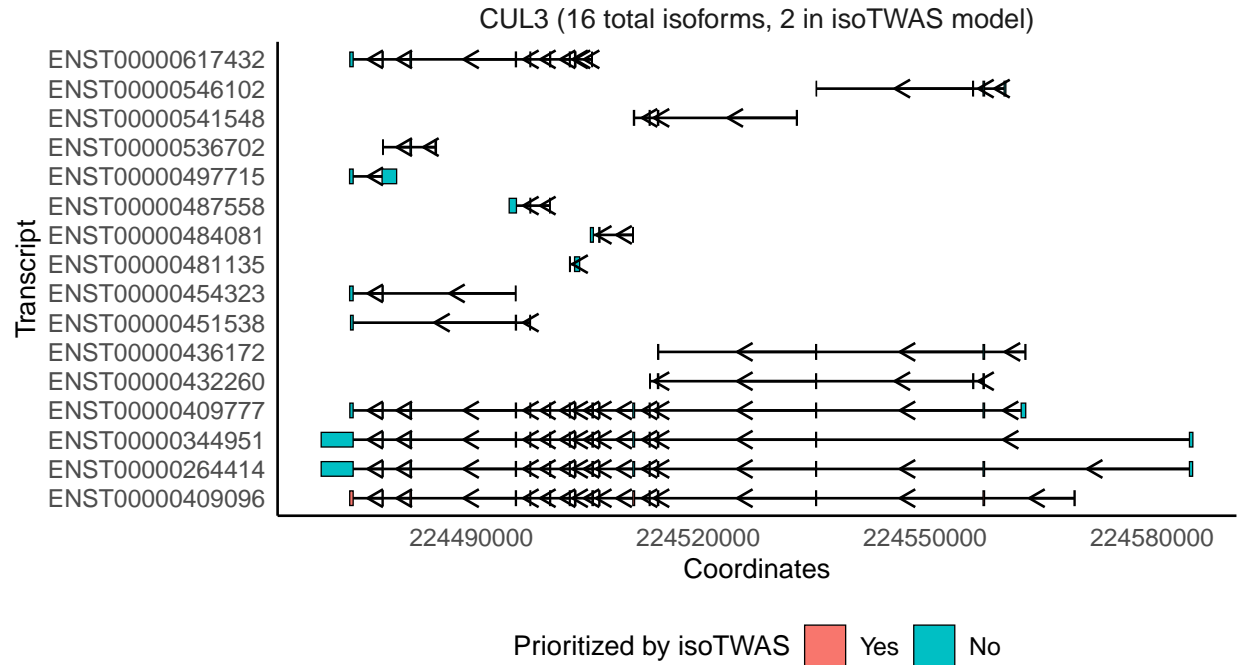 CUL3 (16 total isoforms, 2 in isoTWAS model)
Transcript
ENST00000617432
ENST00000546102
ENST00000541548
ENST00000536702
ENST00000497715
ENST00000487558
ENST00000484081
ENST00000481135
ENST00000454323
ENST00000451538
ENST00000436172
ENST00000432260
ENST00000409777
ENST00000344951
ENST00000264414
ENST00000409096
224490000 224520000 224550000 224580000
Coordinates
Prioritized by isoTWAS Yes No